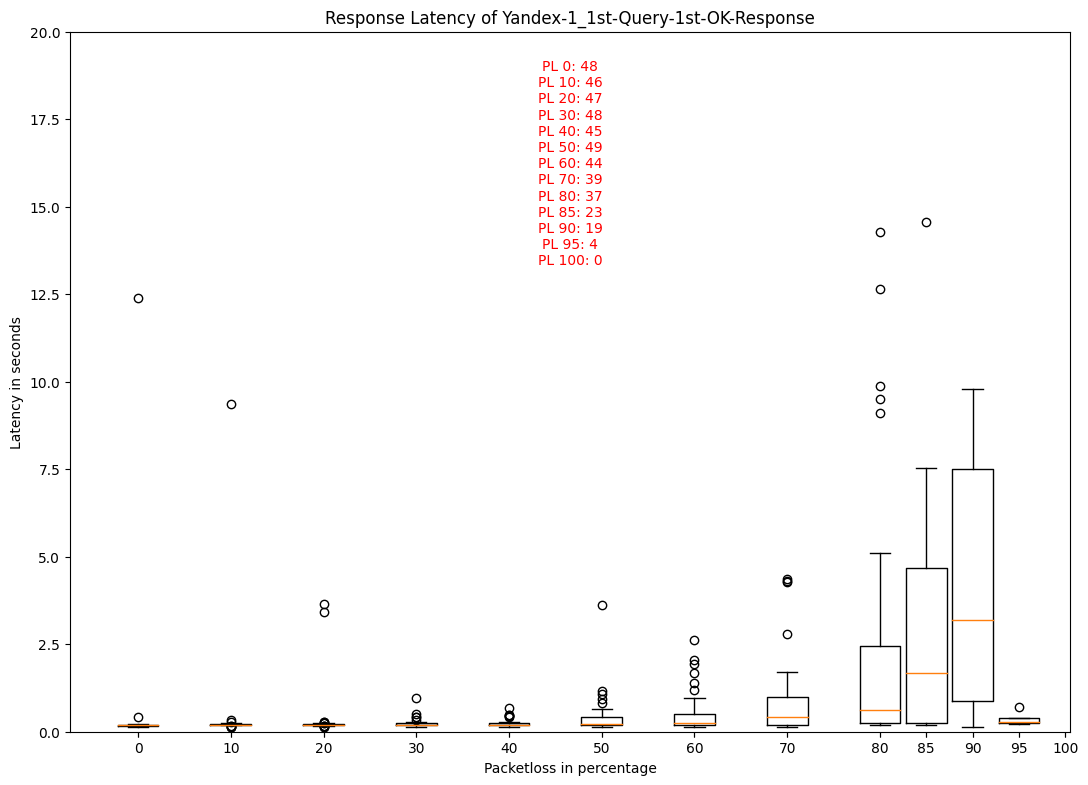 Response Latency of Yandex-1_1st-Query-1st-OK-Response
20.0
17.5
15.0
12.5
10.0
7.5
5.0
2.5
0.0
Latency in seconds
PL 0: 48
PL 10: 46
PL 20: 47
PL 30: 48
PL 40: 45
PL 50: 49
PL 60: 44
PL 70: 39
PL 80: 37
PL 85: 23
PL 90: 19
PL 95: 4
PL 100: 0
0 10 20 30 40 50 60 70 80 85 90 95 100
Packetloss in percentage